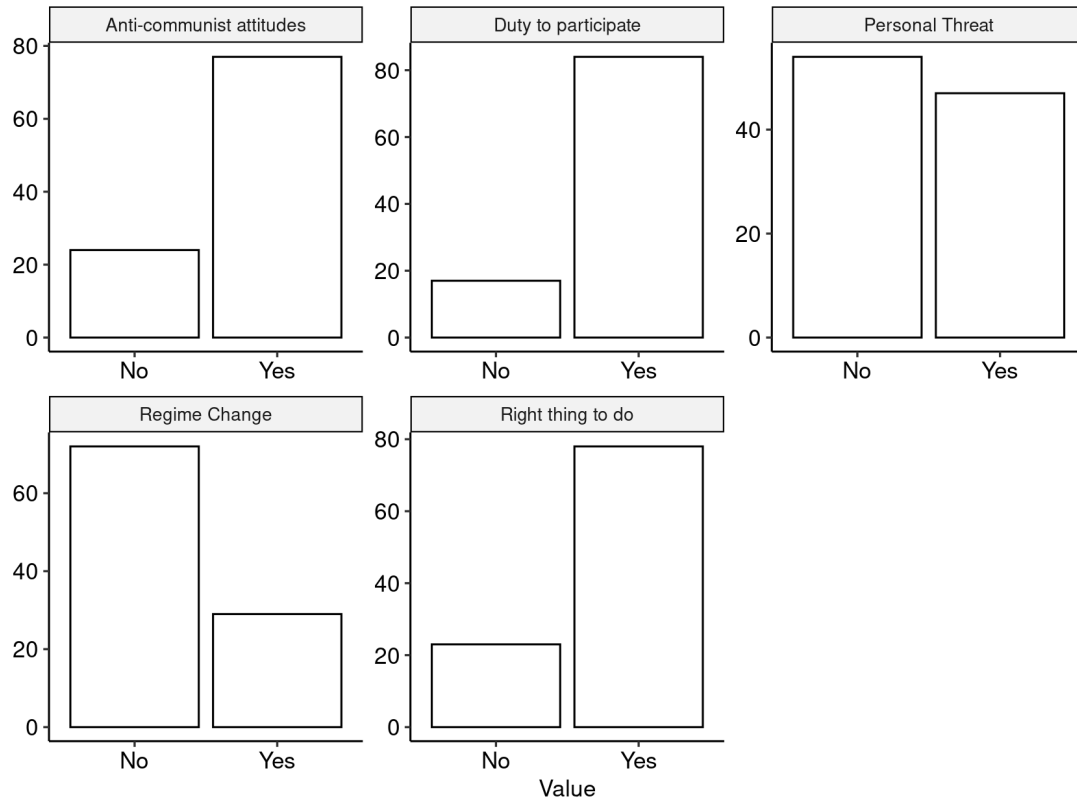 Anti-communist attitudes
Duty to participate
Personal Threat
80
60
40
20
0
80
60
40
20
0
40
20
0
No Yes
No Yes
No Yes
Regime Change
Right thing to do
60
40
20
0
80
60
40
20
0
No Yes
No Yes
Value